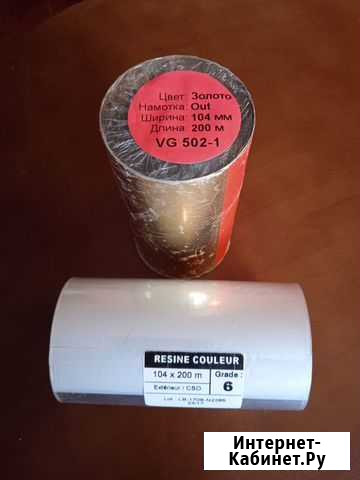 Цвет: Золото
Намотка: Out
Ширина: 104 мм
Длина: 200 м
VG 502-1
RESINE COULEUR
104 x 200 m
Grade :
Extérieur / CSO
6
Lot :
Интернет-
Кабинет.Ру